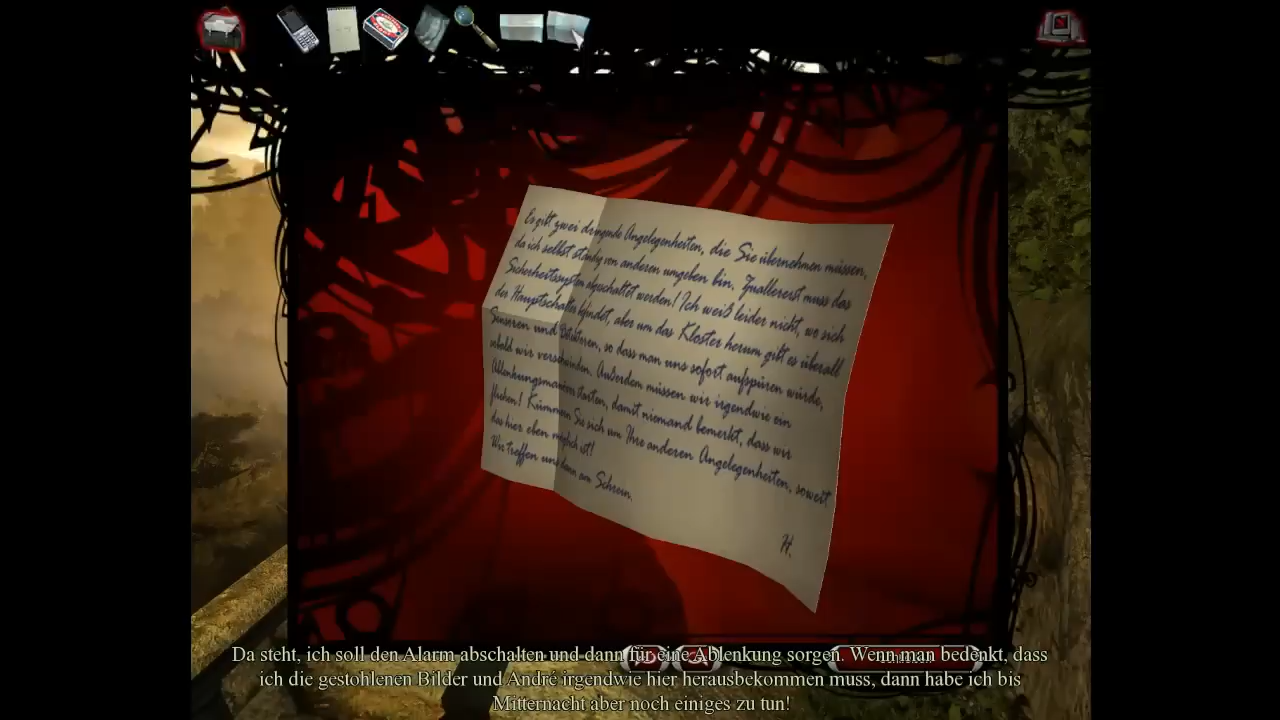 Es gibt zwei dringende Angelegenheiten, die Sie übernehmen müssen,
da ich selbst ständig von anderen umgeben bin. Zuallererst muss das
Sicherheitssystem abgeschaltet werden! Ich weiß leider nicht, wo sich
der Hauptschalter befindet, aber um das Kloster herum gibt es überall
Sensoren und Detektoren, so dass man uns sofort aufspüren würde,
sobald wir verschwinden. Außerdem müssen wir irgendwie ein
Ablenkungsmanöver starten, damit niemand bemerkt, dass wir
fliehen! Kümmern Sie sich um Ihre anderen Angelegenheiten, soweit
das hier eben möglich ist!
Wir treffen uns dann am Schrein.
H.
Da steht, ich soll den Alarm abschalten und dann für eine Ablenkung sorgen. Wenn man bedenkt, dass
ich die gestohlenen Bilder und André irgendwie hier herausbekommen muss, dann habe ich bis
Mitternacht aber noch einiges zu tun!